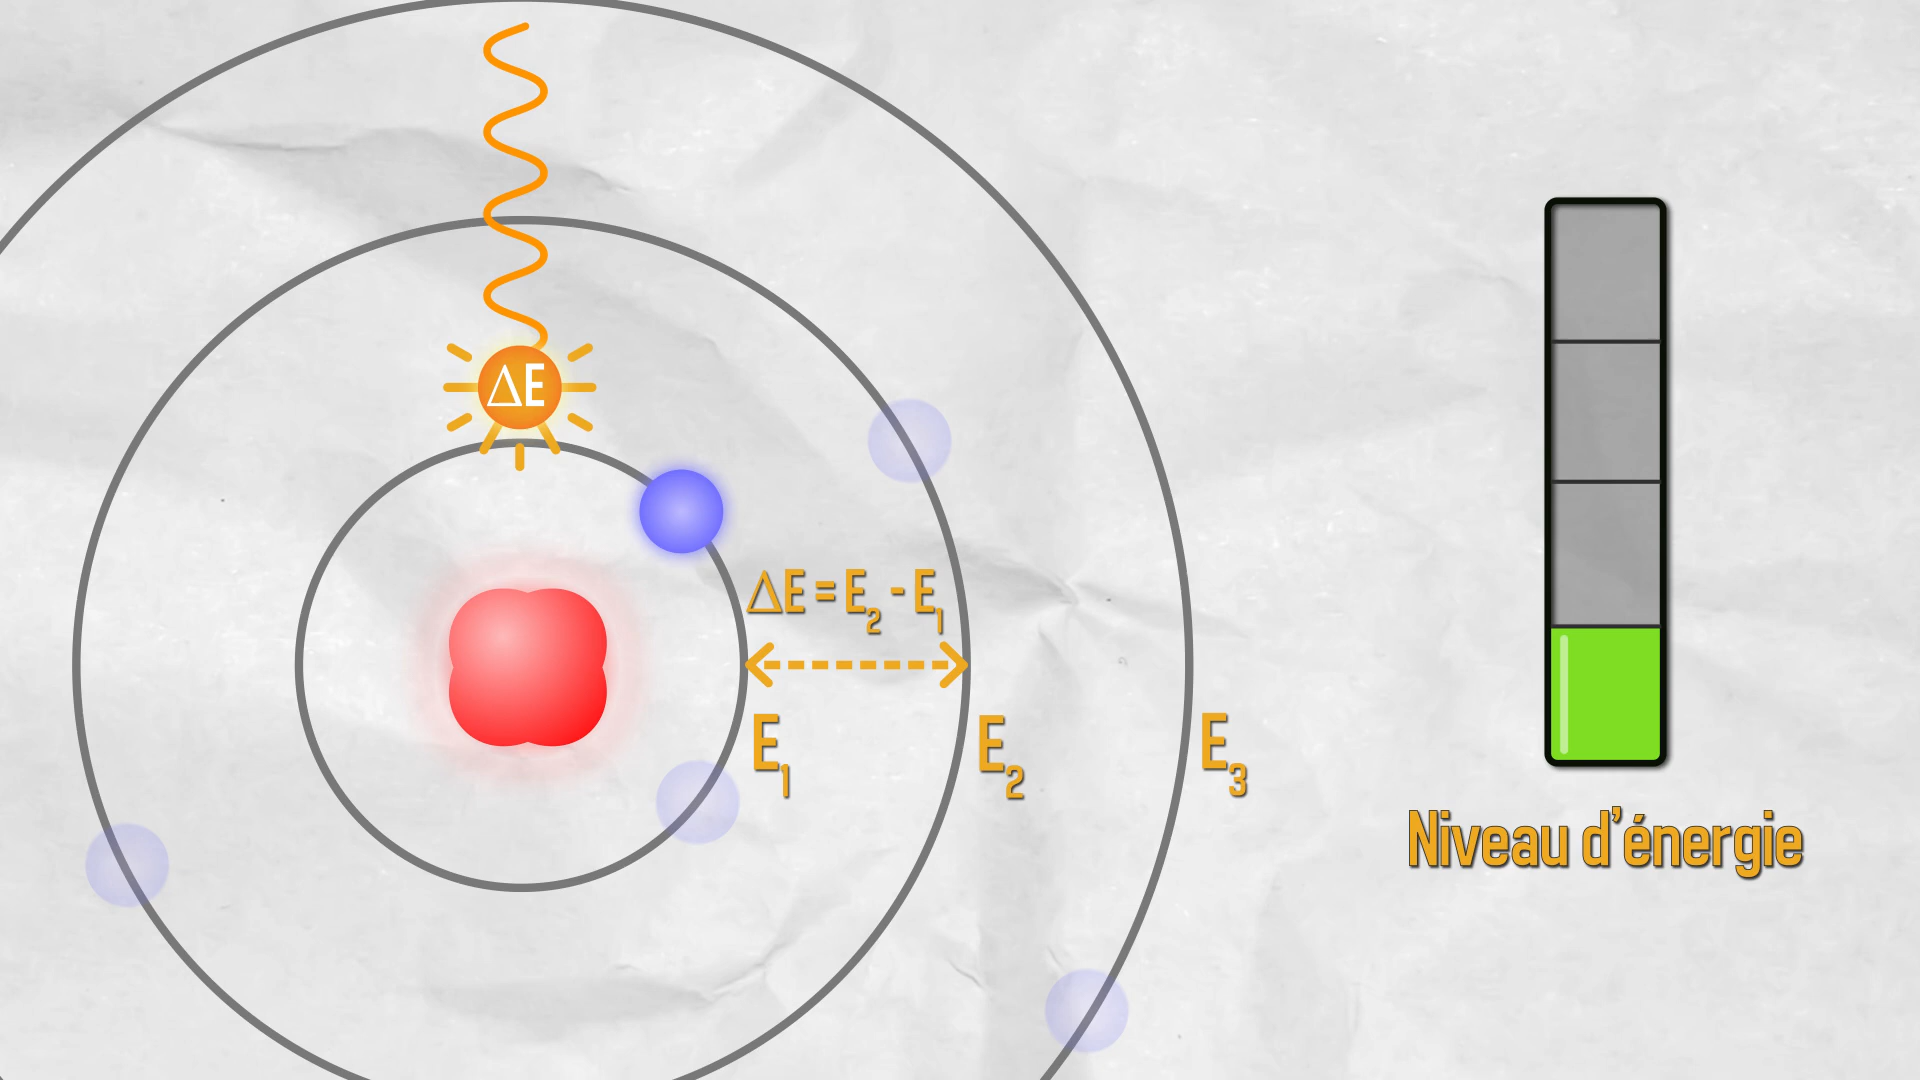 ΔE
ΔE = E₂ - E₁
E₁
E₂
E₃
Niveau d'énergie